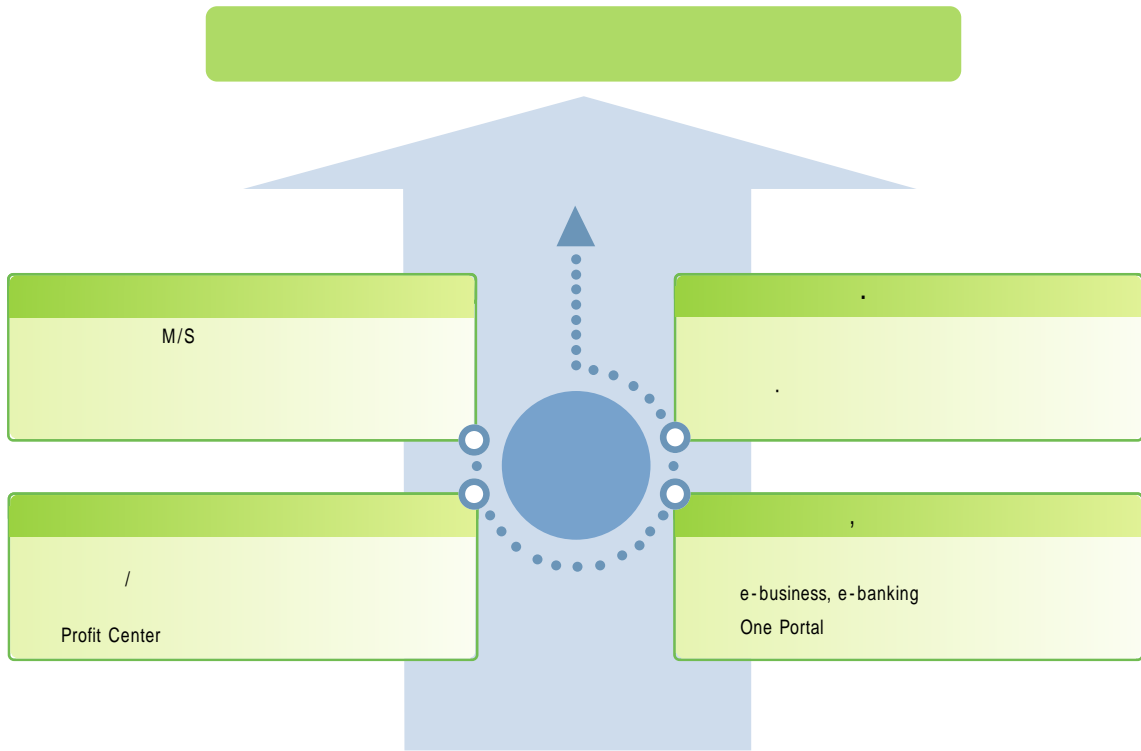 M/S
/
Profit Center
·
·
,
e-business, e-banking
One Portal